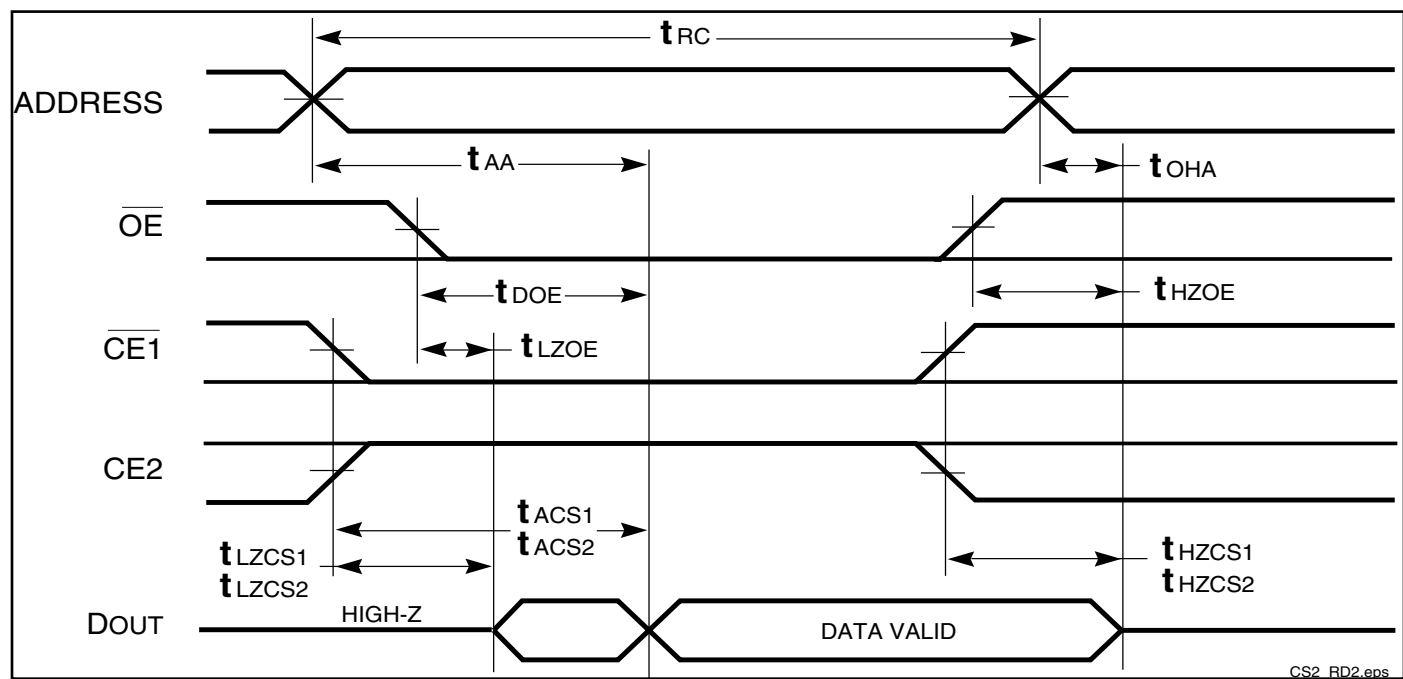 tRC
ADDRESS
tAA
tOHA
OE
tDOE
tHZOE
CE1
tLZOE
CE2
tACS1
tACS2
tLZCS1
tLZCS2
tHZCS1
tHZCS2
HIGH-Z
DOUT
DATA VALID
CS2_RD2.eps